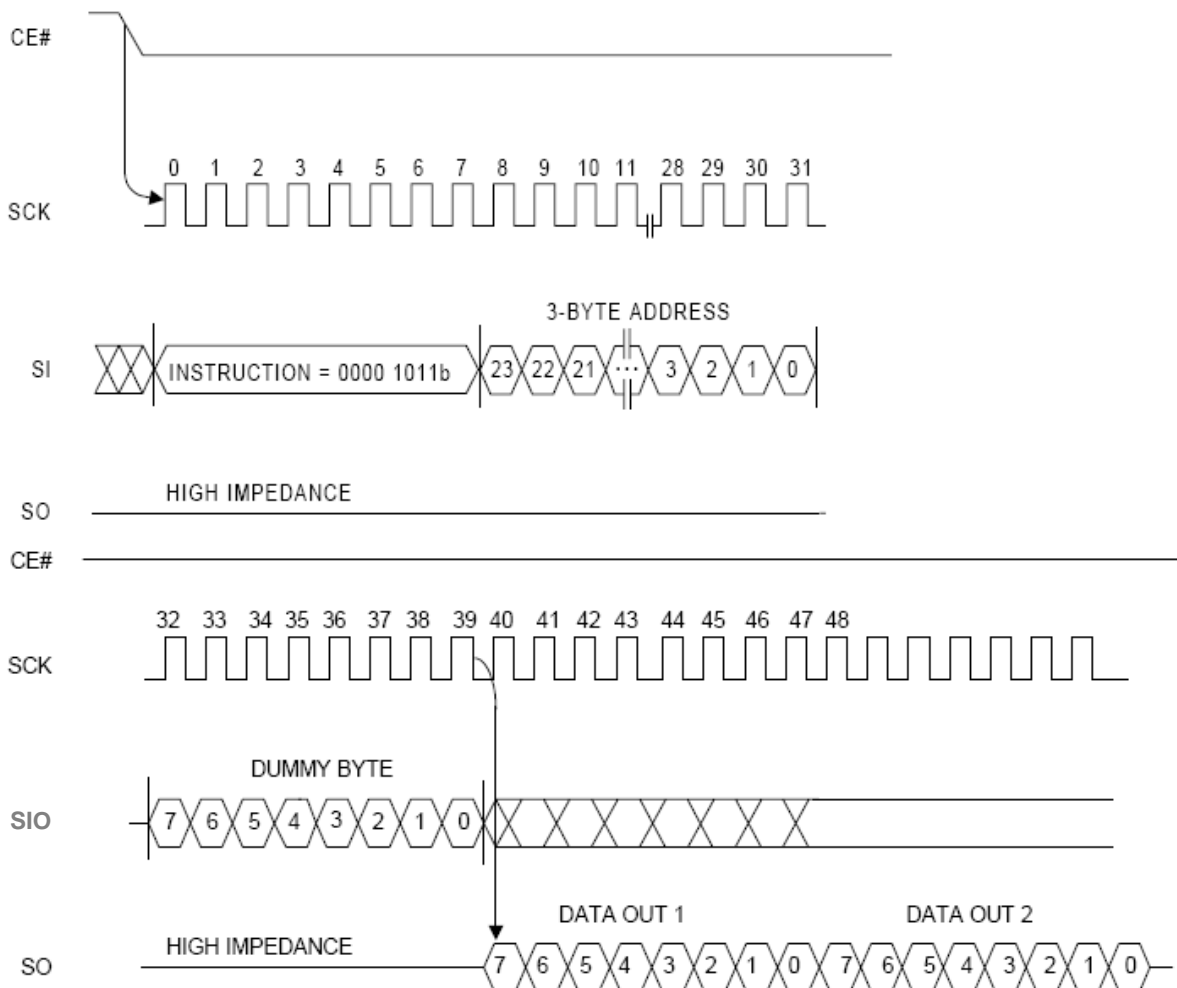 CE#
0 1 2 3 4 5 6 7 8 9 10 11 28 29 30 31
SCK
3-BYTE ADDRESS
SI INSTRUCTION = 0000 1011b 23 22 21 ... 3 2 1 0
HIGH IMPEDANCE
SO
CE#
32 33 34 35 36 37 38 39 40 41 42 43 44 45 46 47 48
SCK
DUMMY BYTE
SIO 7 6 5 4 3 2 1 0
DATA OUT 1 DATA OUT 2
HIGH IMPEDANCE
SO 7 6 5 4 3 2 1 0 7 6 5 4 3 2 1 0